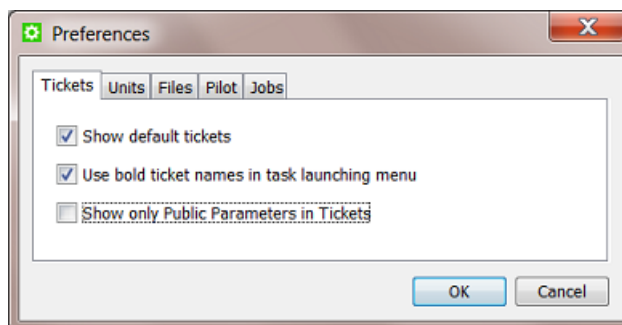 Preferences
Tickets Units Files Pilot Jobs
Show default tickets
Use bold ticket names in task launching menu
Show only Public Parameters in Tickets
OK Cancel